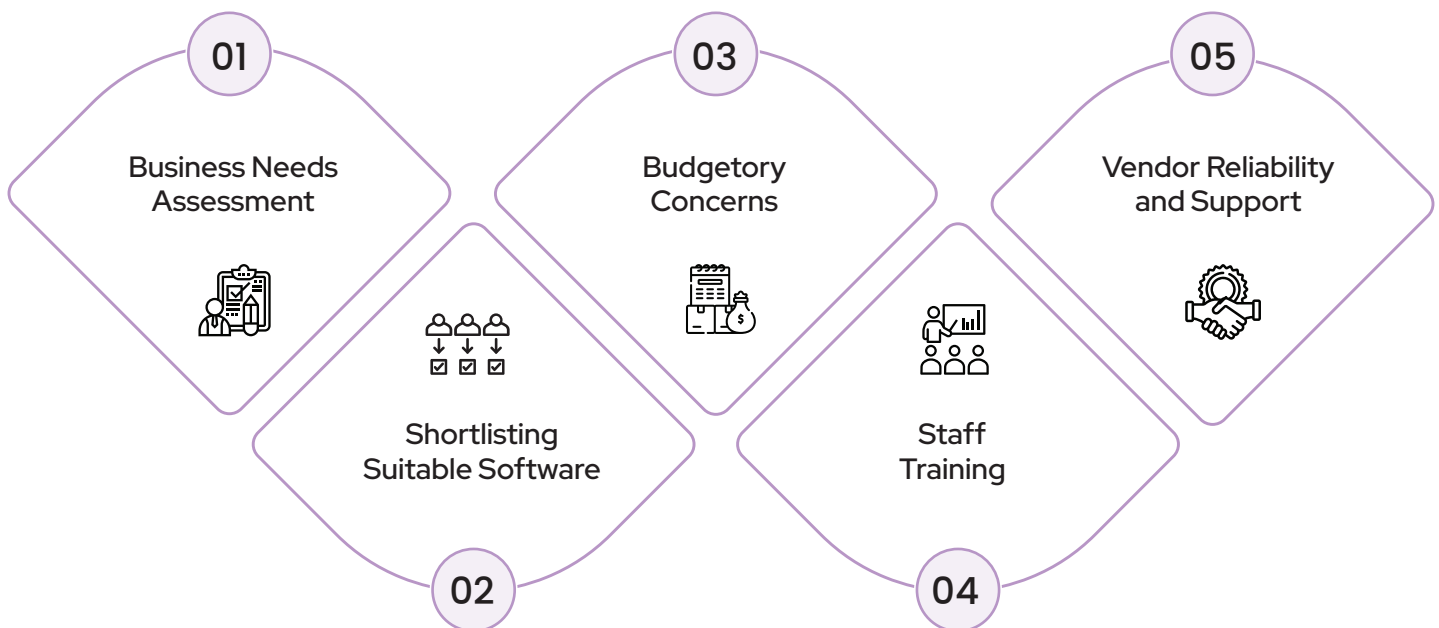 01
Business Needs
Assessment
02
Shortlisting
Suitable Software
03
Budgetory
Concerns
$
04
Staff
Training
05
Vendor Reliability
and Support